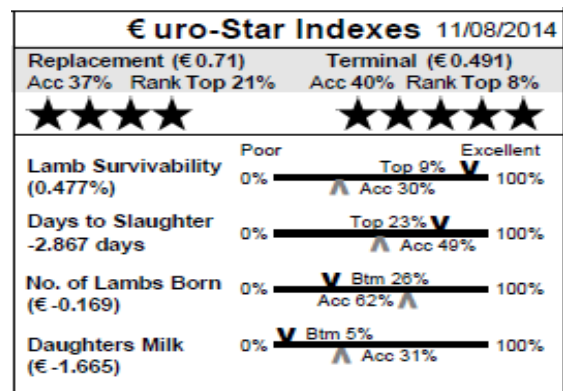 € uro-Star Indexes 11/08/2014
Replacement (€0.71) Terminal (€0.491)
Acc 37% Rank Top 21% Acc 40% Rank Top 8%
Poor Excellent
Lamb Survivability 0% Top 9% 100%
(0.477%) Acc 30%
Days to Slaughter 0% Top 23% 100%
-2.867 days Acc 49%
No. of Lambs Born 0% Btm 26% 100%
(€-0.169) Acc 62%
Daughters Milk 0% Btm 5% 100%
(€-1.665) Acc 31%